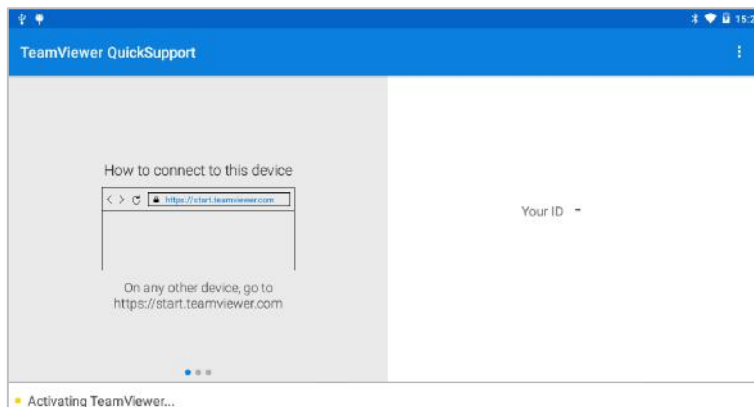 15:2
TeamViewer QuickSupport
How to connect to this device
https://start.teamviewer.com
On any other device, go to
https://start.teamviewer.com
Your ID -
Activating TeamViewer...